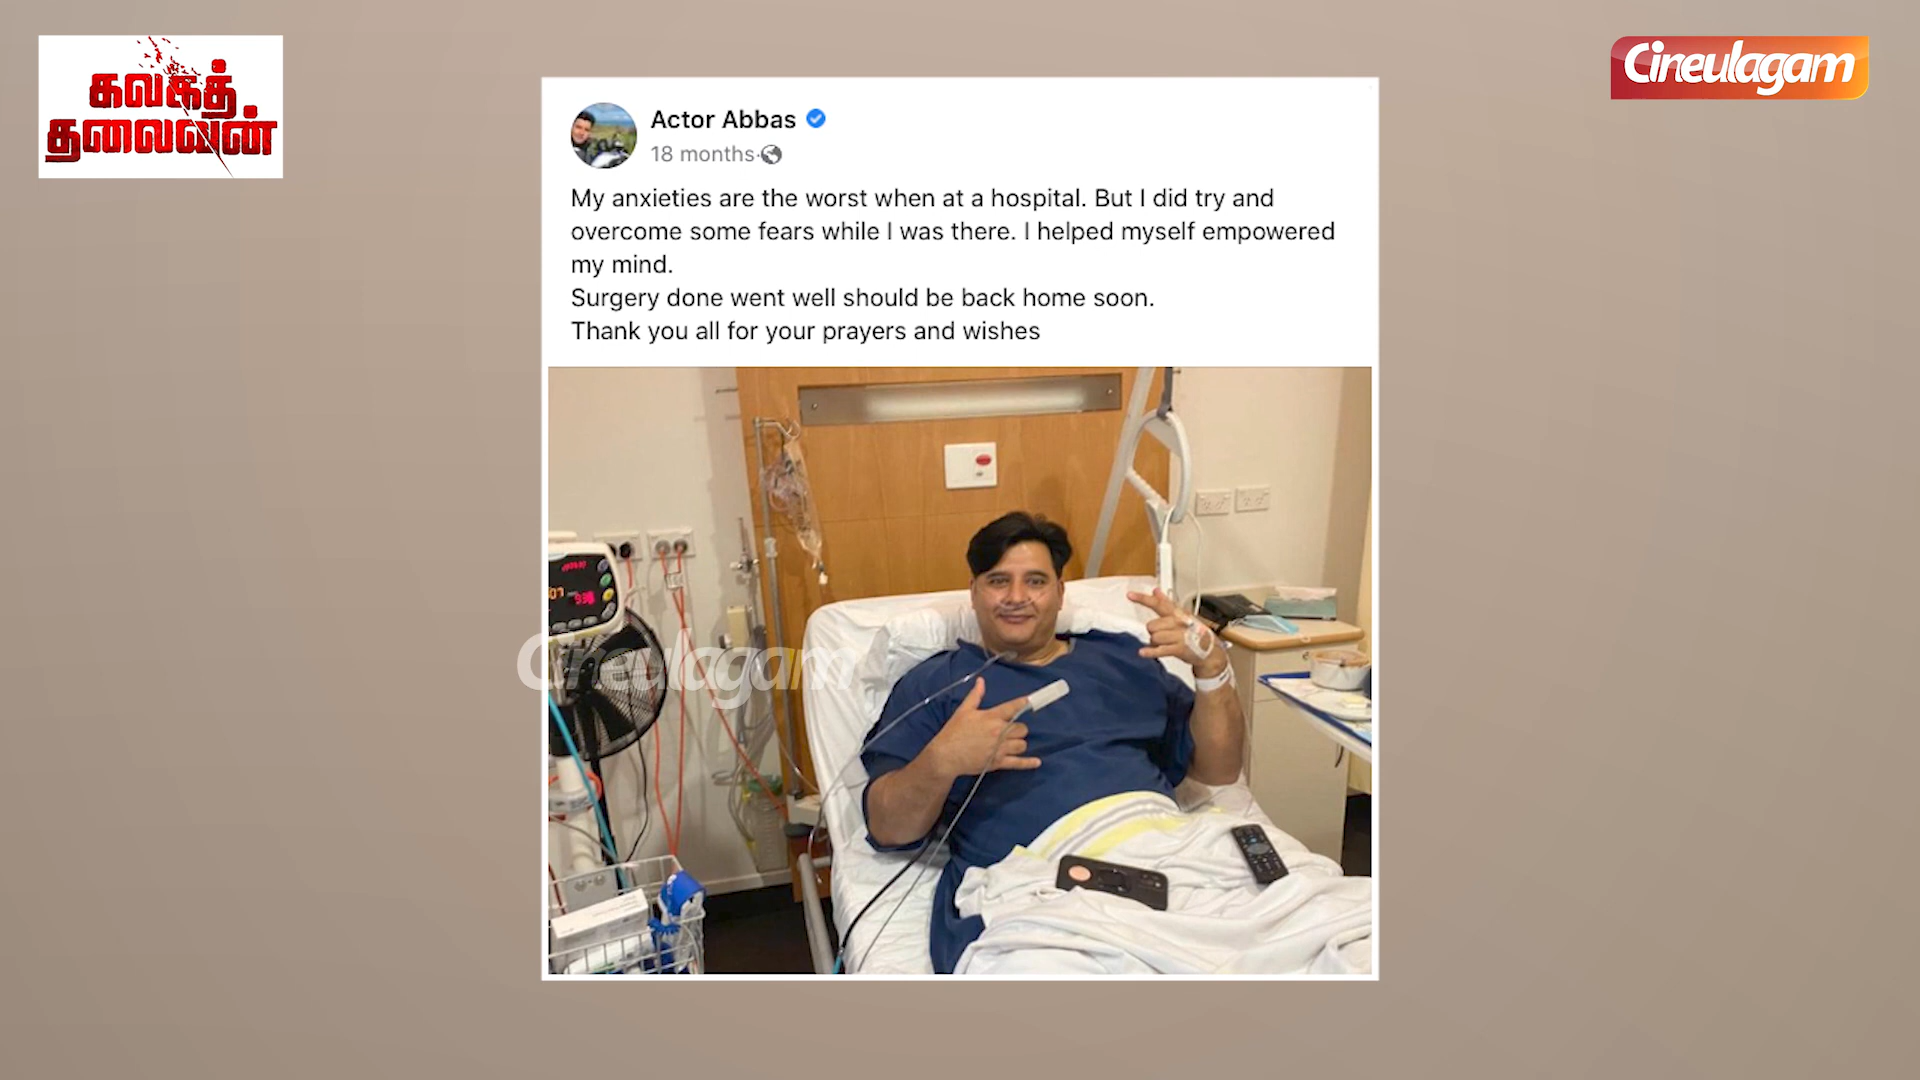 கலகத்
தலைவன்
Cineulagam
Actor Abbas
18 months·
My anxieties are the worst when at a hospital. But I did try and
overcome some fears while I was there. I helped myself empowered
my mind.
Surgery done went well should be back home soon.
Thank you all for your prayers and wishes
Cineulagam